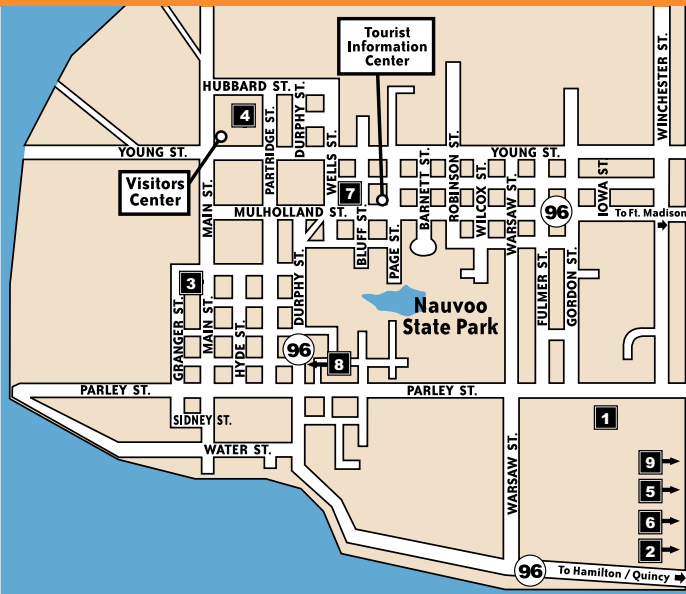 Tourist
Information
Center
HUBBARD ST.
4
PARTRIDGE ST.
DURPHY ST.
WINCHESTER ST.
YOUNG ST.
YOUNG ST.
Visitors
Center
MAIN ST.
WELLS ST.
7
BARNETT ST.
ROBINSON ST.
WILCOX ST.
WARSAW ST.
IOWA ST.
96
To Ft. Madison
MULHOLLAND ST.
BLUFF ST.
PAGE ST.
3
GRANGER ST.
MAIN ST.
HYDE ST.
DURPHY ST.
Nauvoo
State Park
FULMER ST.
GORDON ST.
96
8
PARLEY ST.
PARLEY ST.
1
SIDNEY ST.
WATER ST.
WARSAW ST.
9
5
6
2
96
To Hamilton / Quincy